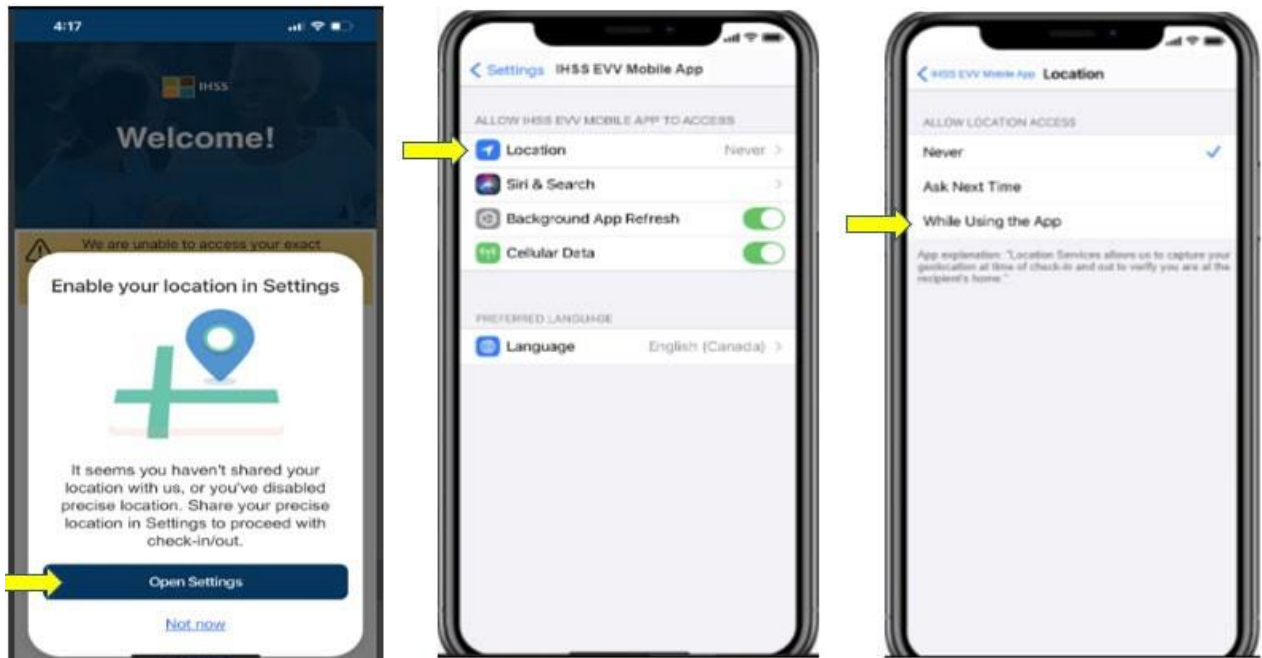 4:17
IHSS
Welcome!
We are unable to access your exact
Enable your location in Settings
It seems you haven't shared your
location with us, or you've disabled
precise location. Share your precise
location in Settings to proceed with
check-in/out.
Open Settings
Not now
Settings IHSS EVV Mobile App
ALLOW IHSS EVV MOBILE APP TO ACCESS
Location Never
Siri & Search
Background App Refresh
Cellular Data
PREFERRED LANGUAGE
Language English (Canada)
IHSS EVV Mobile App Location
ALLOW LOCATION ACCESS
Never
Ask Next Time
While Using the App
App explanation: "Location Services allows us to capture your
geolocation at time of check-in and out to verify you are at the
recipient's home."